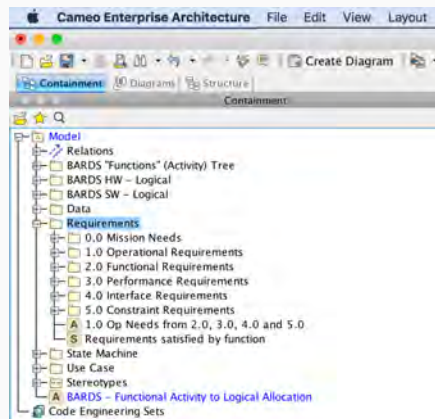 Cameo Enterprise Architecture File Edit View Layout
Create Diagram
Containment Diagrams Structure
Containment
Model
Relations
BARDS "Functions" (Activity) Tree
BARDS HW - Logical
BARDS SW - Logical
Data
Requirements
0.0 Mission Needs
1.0 Operational Requirements
2.0 Functional Requirements
3.0 Performance Requirements
4.0 Interface Requirements
5.0 Constraint Requirements
A 1.0 Op Needs from 2.0, 3.0, 4.0 and 5.0
S Requirements satisfied by function
State Machine
Use Case
Stereotypes
A BARDS - Functional Activity to Logical Allocation
Code Engineering Sets